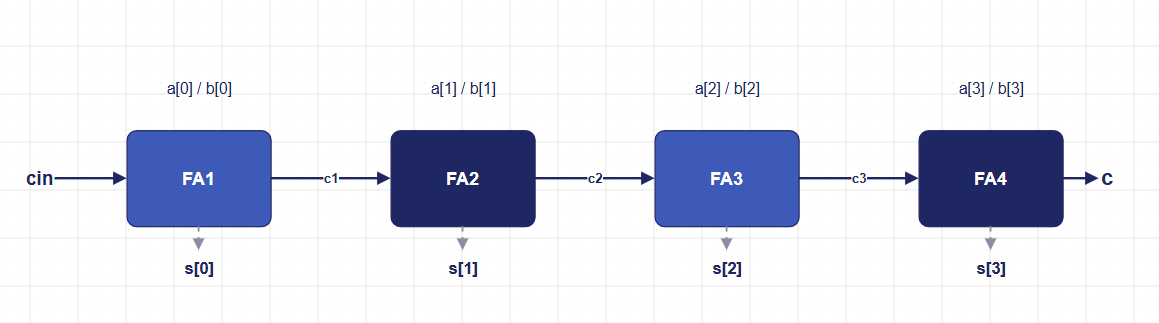 a[0] / b[0] a[1] / b[1] a[2] / b[2] a[3] / b[3]
cin FA1 c1 FA2 c2 FA3 c3 FA4 c
s[0] s[1] s[2] s[3]